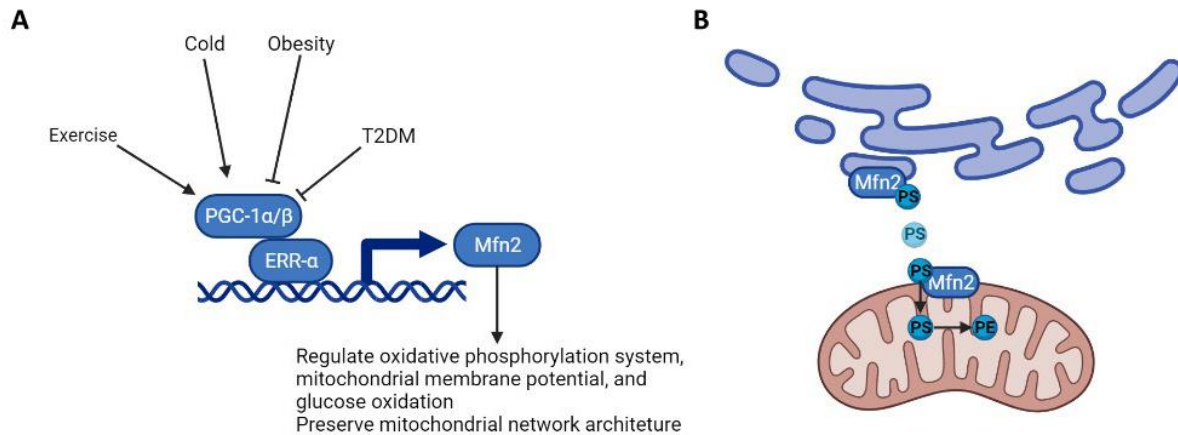 A
Cold
Obesity
Exercise
T2DM
PGC-1α/β
ERR-α
Mfn2
Regulate oxidative phosphorylation system,
mitochondrial membrane potential, and
glucose oxidation
Preserve mitochondrial network architeture
B
Mfn2
PS
PS
PS
Mfn2
PS
PE